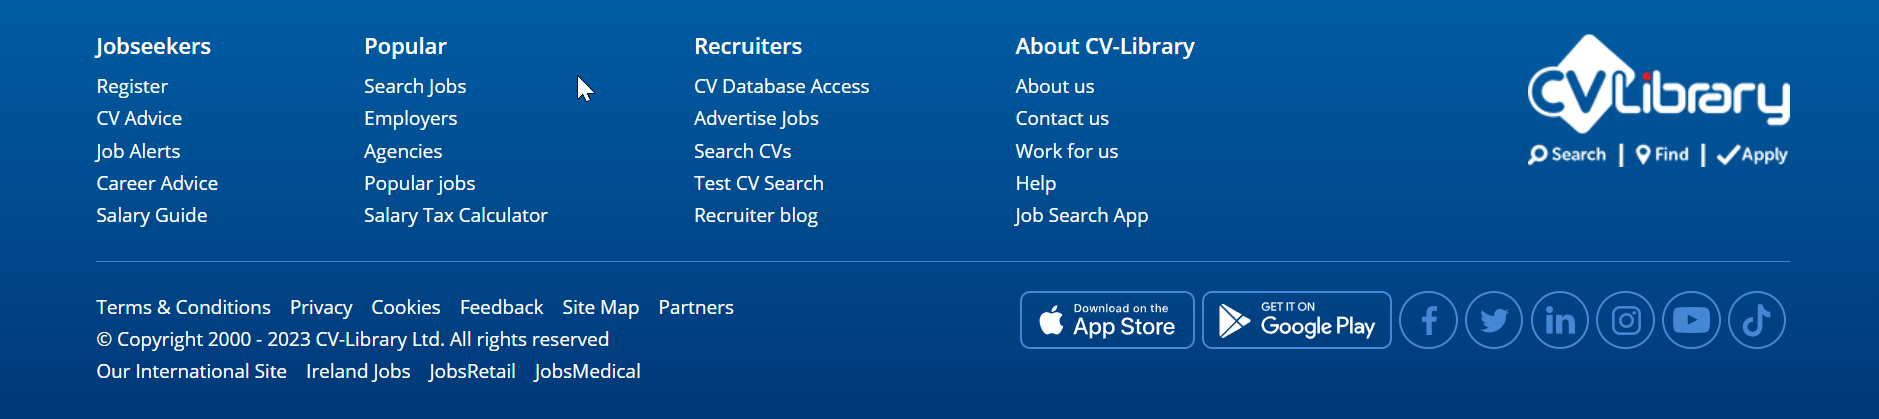 Jobseekers
Register
CV Advice
Job Alerts
Career Advice
Salary Guide
Popular
Search Jobs
Employers
Agencies
Popular jobs
Salary Tax Calculator
Recruiters
CV Database Access
Advertise Jobs
Search CVs
Test CV Search
Recruiter blog
About CV-Library
About us
Contact us
Work for us
Help
Job Search App
CVLibrary
Search | Find | Apply
Terms & Conditions Privacy Cookies Feedback Site Map Partners
© Copyright 2000 - 2023 CV-Library Ltd. All rights reserved
Our International Site Ireland Jobs JobsRetail JobsMedical
Download on the
App Store
GET IT ON
Google Play
in